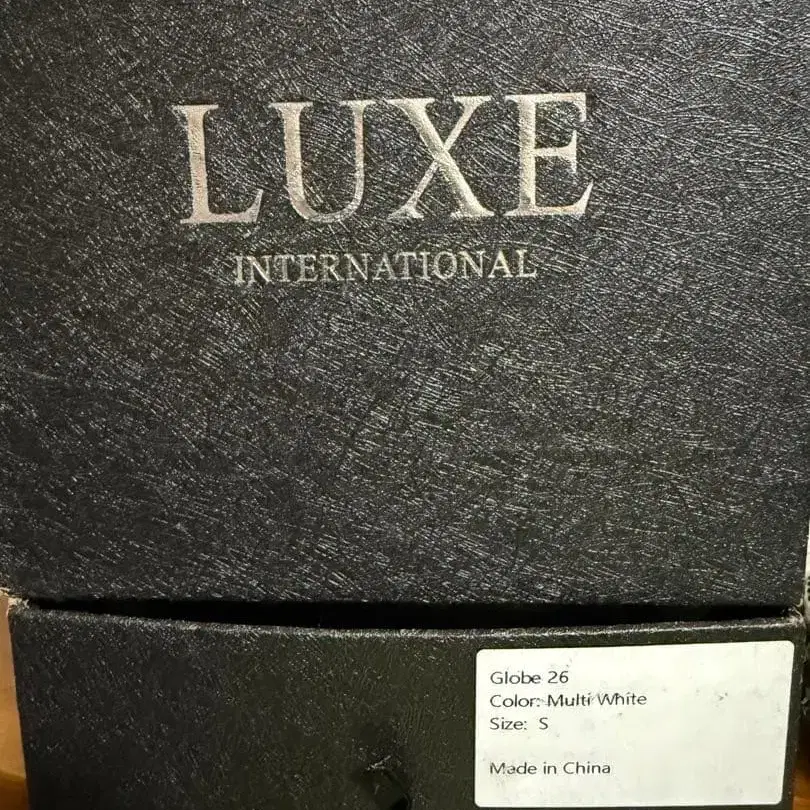 LUXE
INTERNATIONAL
Globe 26
Color: Multi White
Size: S
Made in China